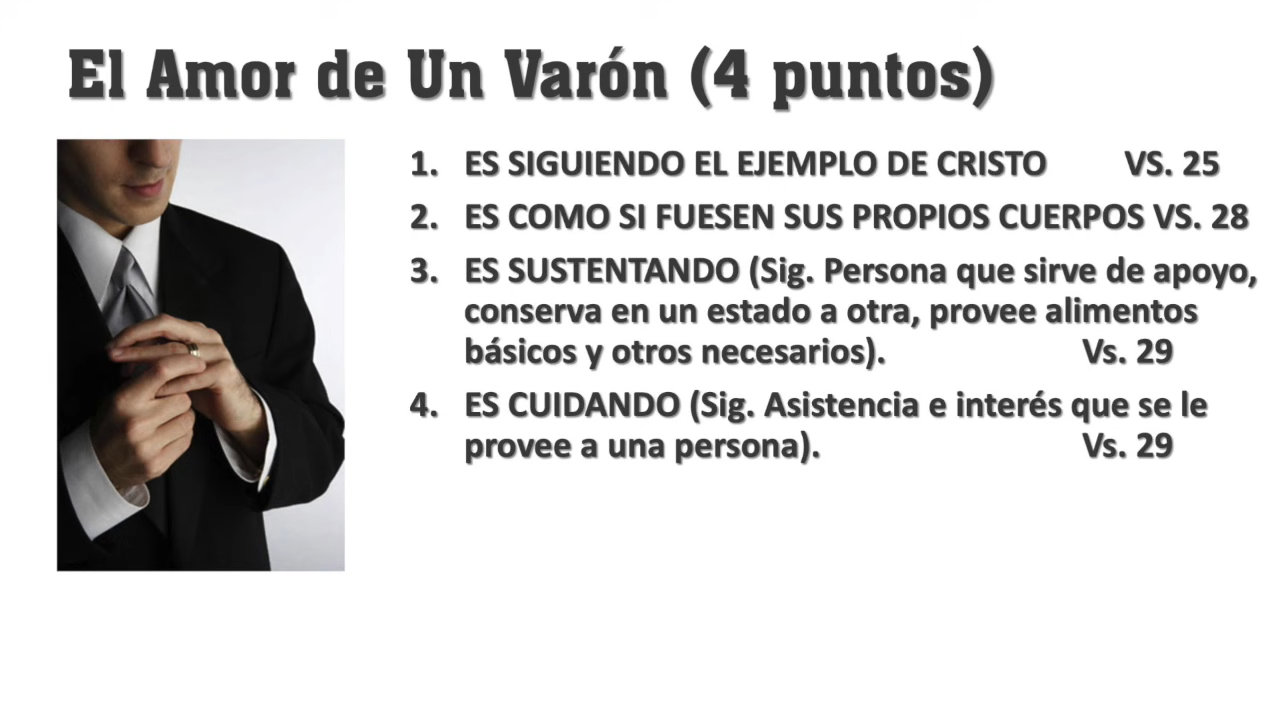 El Amor de Un Varón (4 puntos)
1. ES SIGUIENDO EL EJEMPLO DE CRISTO VS. 25
2. ES COMO SI FUESEN SUS PROPIOS CUERPOS VS. 28
3. ES SUSTENTANDO (Sig. Persona que sirve de apoyo,
conserva en un estado a otra, provee alimentos
básicos y otros necesarios). Vs. 29
4. ES CUIDANDO (Sig. Asistencia e interés que se le
provee a una persona). Vs. 29